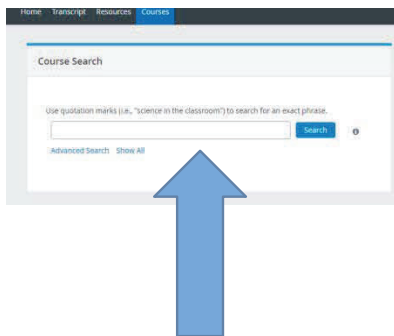 Home Transcript Resources Courses
Course Search
Use quotation marks (i.e., "science in the classroom") to search for an exact phrase.
Search
Advanced Search Show All